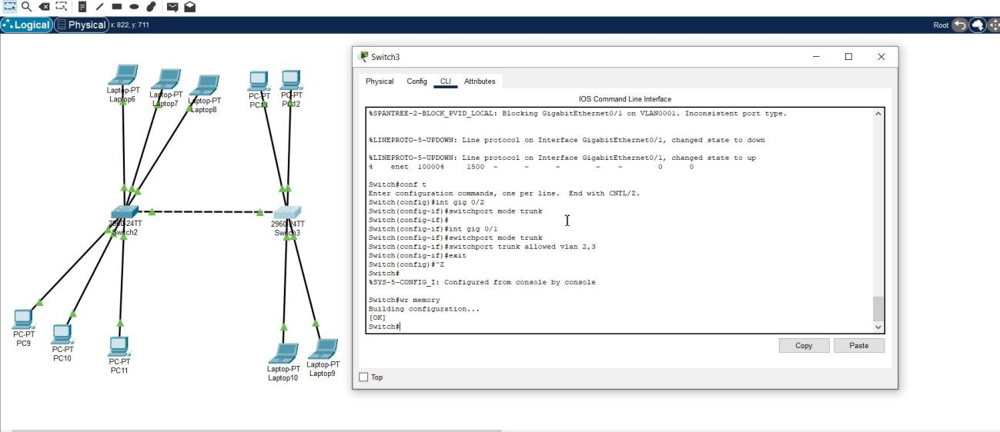 Logical Physical x: 822, y: 711 Root
Switch3
Physical Config CLI Attributes
IOS Command Line Interface
%SPANTREE-2-BLOCK_PVID_LOCAL: Blocking GigabitEthernet0/1 on VLAN0001. Inconsistent port type.
%LINEPROTO-5-UPDOWN: Line protocol on Interface GigabitEthernet0/1, changed state to down
%LINEPROTO-5-UPDOWN: Line protocol on Interface GigabitEthernet0/1, changed state to up
4 enet 100004 1500 - - - - - 0 0
Switch#conf t
Enter configuration commands, one per line. End with CNTL/Z.
Switch(config)#int gig 0/2
Switch(config-if)#switchport mode trunk
Switch(config-if)#
Switch(config-if)#int gig 0/1
Switch(config-if)#switchport mode trunk
Switch(config-if)#switchport trunk allowed vlan 2,3
Switch(config-if)#exit
Switch(config)#^Z
Switch#
%SYS-5-CONFIG_I: Configured from console by console
Switch#wr memory
Building configuration...
[OK]
Switch#
Copy Paste
Top
Laptop-PT
Laptop6
Laptop-PT
Laptop7
Laptop-PT
Laptop8
PC-PT
PC13
PC-PT
PC12
2960-24TT
Switch2
2960-24TT
Switch3
PC-PT
PC9
PC-PT
PC10
PC-PT
PC11
Laptop-PT
Laptop10
Laptop-PT
Laptop9